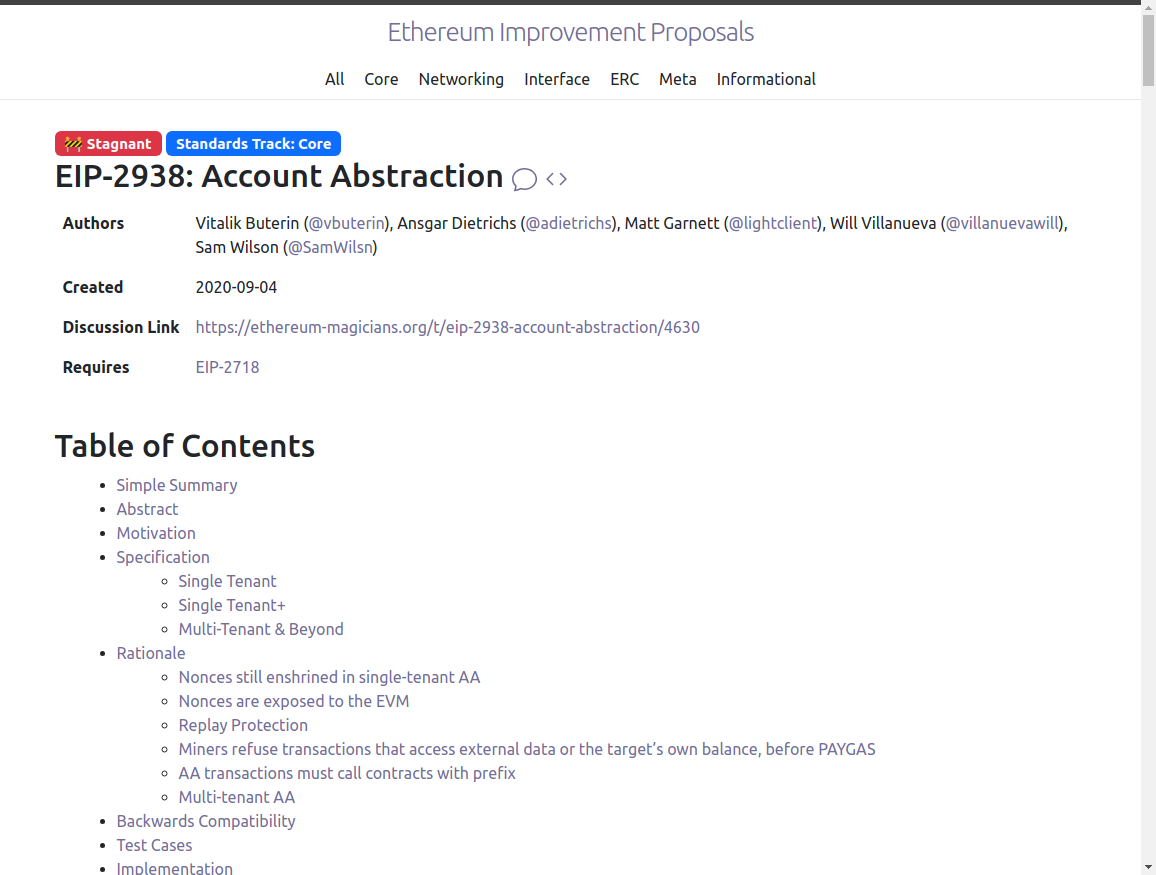 Ethereum Improvement Proposals
All Core Networking Interface ERC Meta Informational
🚧 Stagnant Standards Track: Core
EIP-2938: Account Abstraction
Authors Vitalik Buterin (@vbuterin), Ansgar Dietrichs (@adietrichs), Matt Garnett (@lightclient), Will Villanueva (@villanuevawill),
Sam Wilson (@SamWilsn)
Created 2020-09-04
Discussion Link https://ethereum-magicians.org/t/eip-2938-account-abstraction/4630
Requires EIP-2718
Table of Contents
Simple Summary
Abstract
Motivation
Specification
Single Tenant
Single Tenant+
Multi-Tenant & Beyond
Rationale
Nonces still enshrined in single-tenant AA
Nonces are exposed to the EVM
Replay Protection
Miners refuse transactions that access external data or the target’s own balance, before PAYGAS
AA transactions must call contracts with prefix
Multi-tenant AA
Backwards Compatibility
Test Cases
Implementation